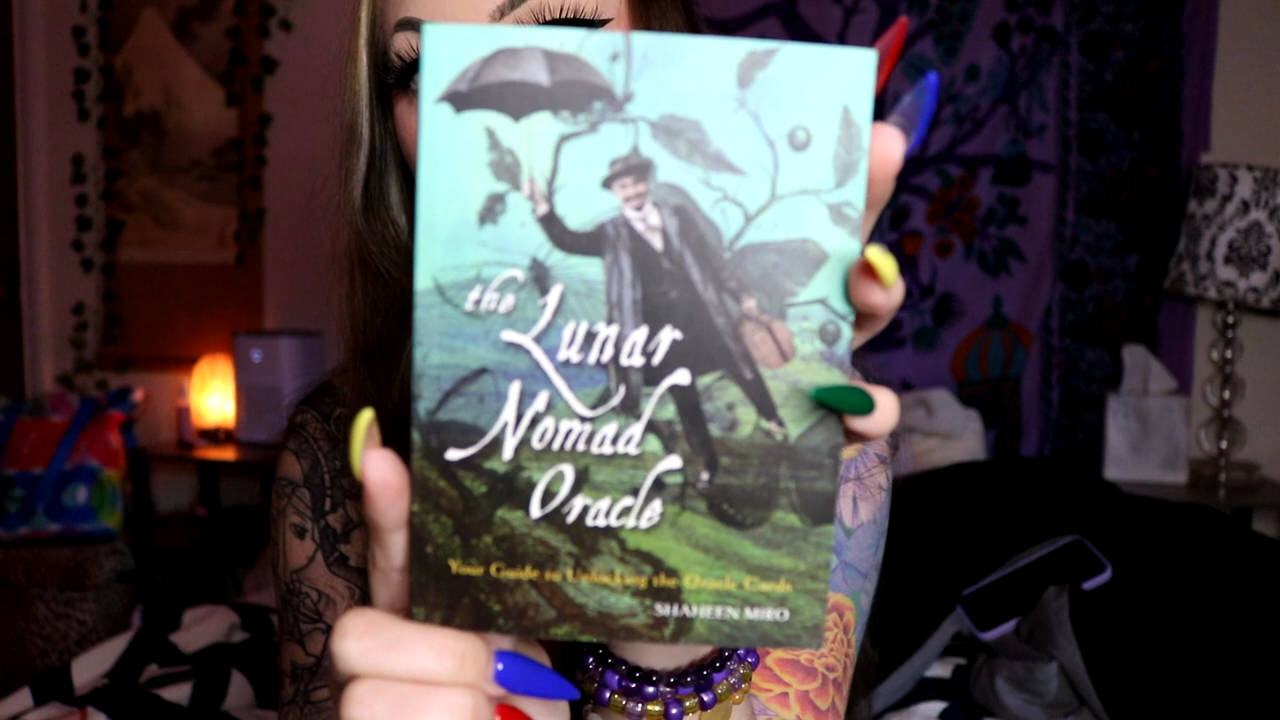 the
Lunar
Nomad
Oracle
Your Guide to Unlocking the Oracle Cards
SHAHEEN MIRO